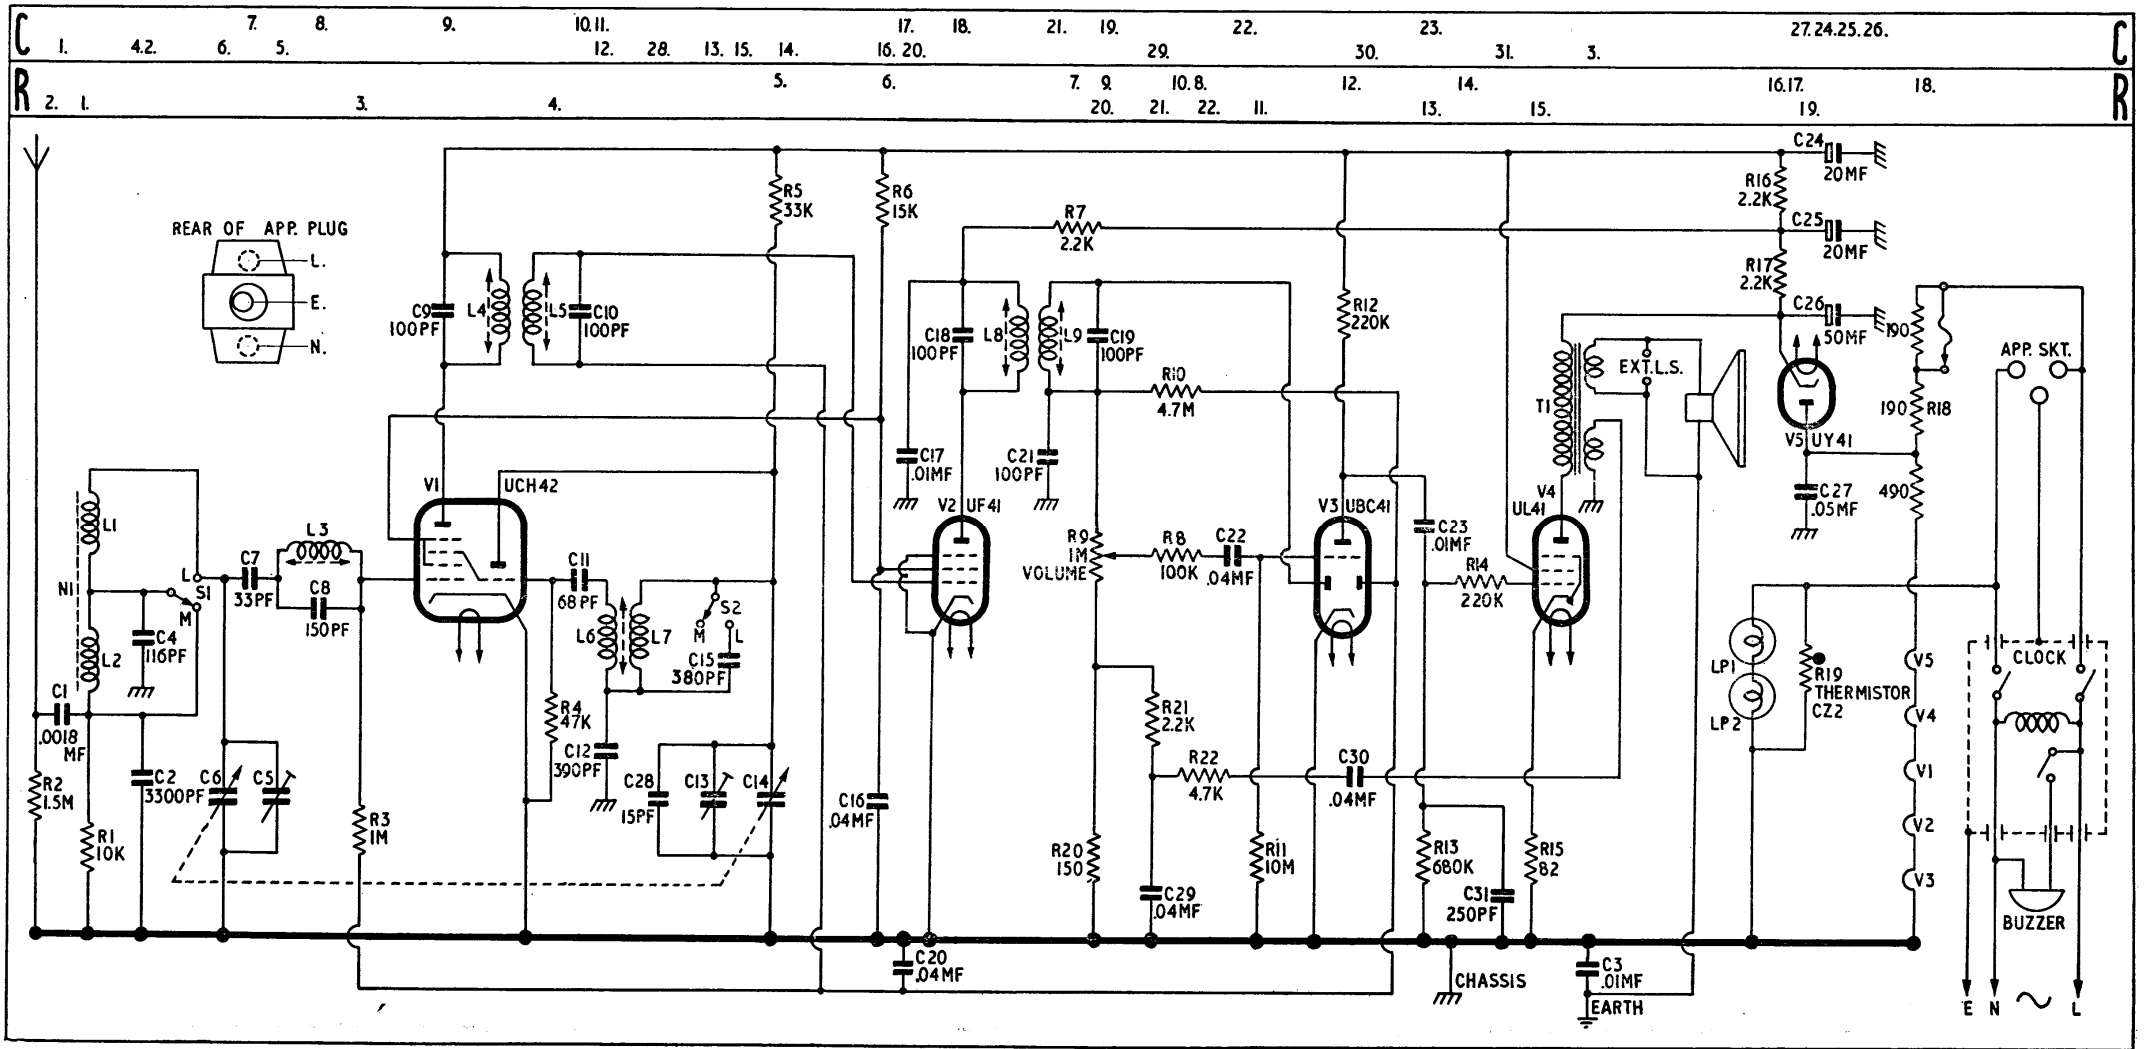 C
7. 8. 9. 10. 11. 17. 18. 21. 19. 22. 23. 27. 24. 25. 26.
1. 4. 2. 6. 5. 12. 28. 13. 15. 14. 16. 20. 29. 30. 31. 3.
C
R
5. 6. 7. 9. 10. 8. 12. 14. 16. 17. 18.
2. 1. 3. 4. 20. 21. 22. 11. 13. 15. 19.
R
REAR OF APP. PLUG
L.
E.
N.
R5
33K
R6
15K
R7
2.2K
C24
20MF
R16
2.2K
C25
20MF
R17
2.2K
C26
50MF
C9
100PF
L4
L5
C10
100PF
C18
100PF
L8
L9
C19
100PF
R12
220K
EXT.L.S.
T1
190
APP. SKT.
R10
4.7M
190
R18
V5 UY41
C17
.01MF
C21
100PF
C27
.05MF
490
V1
UCH42
V2 UF41
V3 UBC41
V4
UL41
C23
.01MF
L1
N1
L2
L
S1
M
C4
116PF
C7
33PF
L3
C8
150PF
C11
68PF
L6
L7
S2
M
L
C15
380PF
R9
1M
VOLUME
R8
100K
C22
.04MF
R14
220K
LP1
LP2
R19
THERMISTOR
CZ2
V5
V4
V1
V2
V3
CLOCK
C1
.0018
MF
R2
1.5M
R1
10K
C2
3300PF
C6
C5
R3
1M
R4
47K
C12
390PF
C28
15PF
C13
C14
C16
.04MF
R21
2.2K
R22
4.7K
C30
.04MF
R20
150
C29
.04MF
R11
10M
R13
680K
C31
250PF
R15
82
BUZZER
C20
.04MF
CHASSIS
C3
.01MF
EARTH
E N ~ L